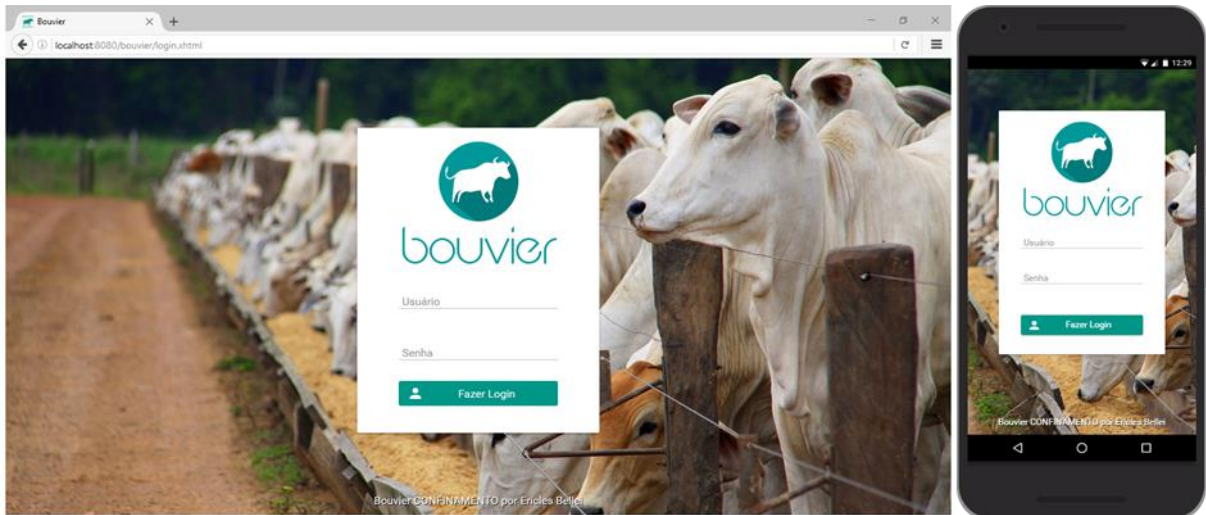 Bouvier
localhost:8080/bouvier/login.xhtml
bouvier
Usuário
Senha
Fazer Login
Bouvier CONFINAMENTO por Ericles Bellei
12:29
bouvier
Usuário
Senha
Fazer Login
Bouvier CONFINAMENTO por Ericles Bellei